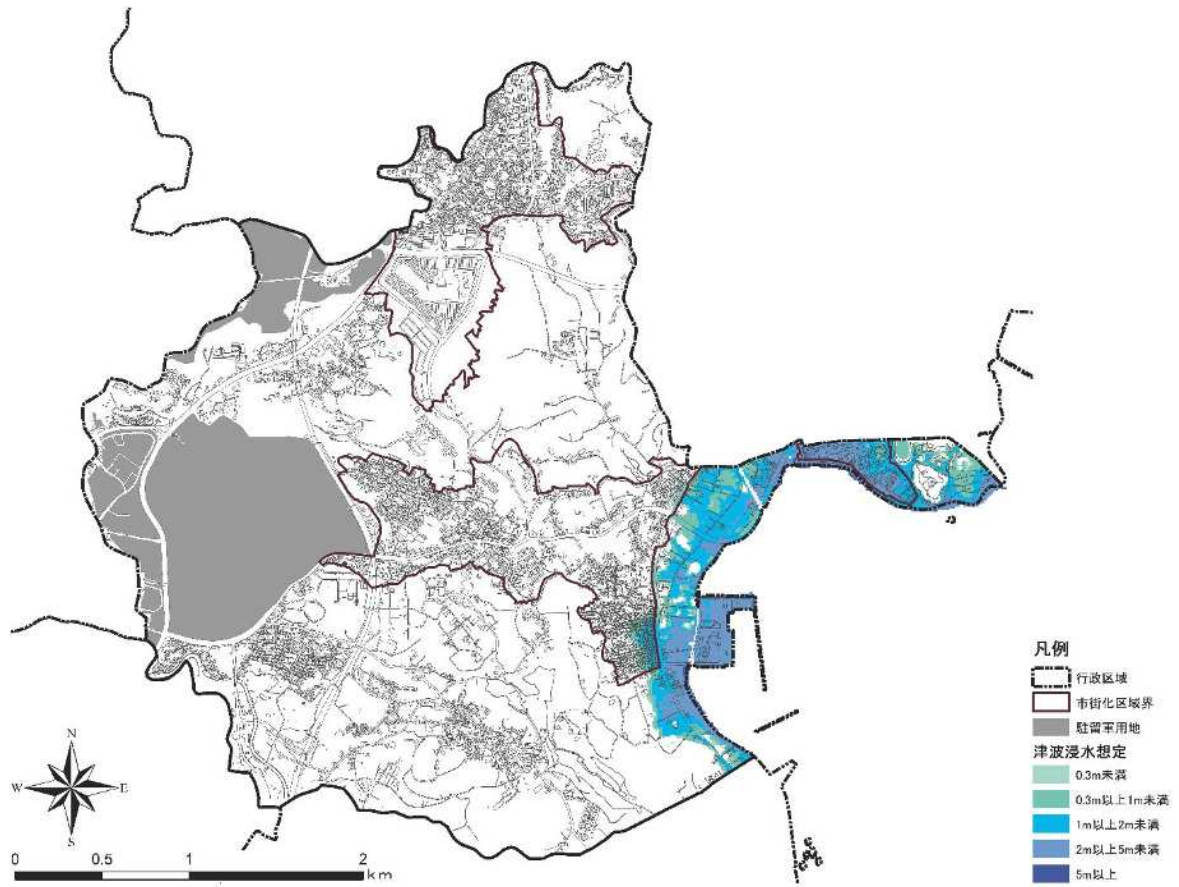 凡例
行政区域
市街化区域界
駐留軍用地
津波浸水想定
0.3m未満
0.3m以上1m未満
1m以上2m未満
2m以上5m未満
5m以上
N
W E
S
0 0.5 1 2
km